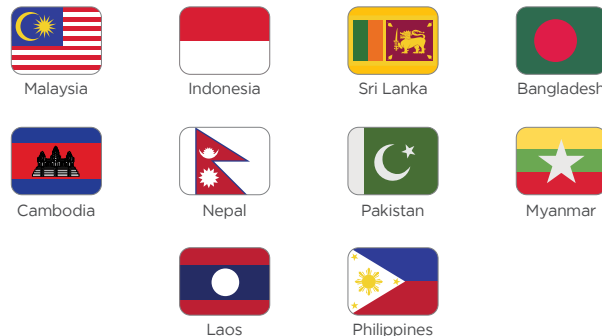 Malaysia
Indonesia
Sri Lanka
Bangladesh
Cambodia
Nepal
Pakistan
Myanmar
Laos
Philippines